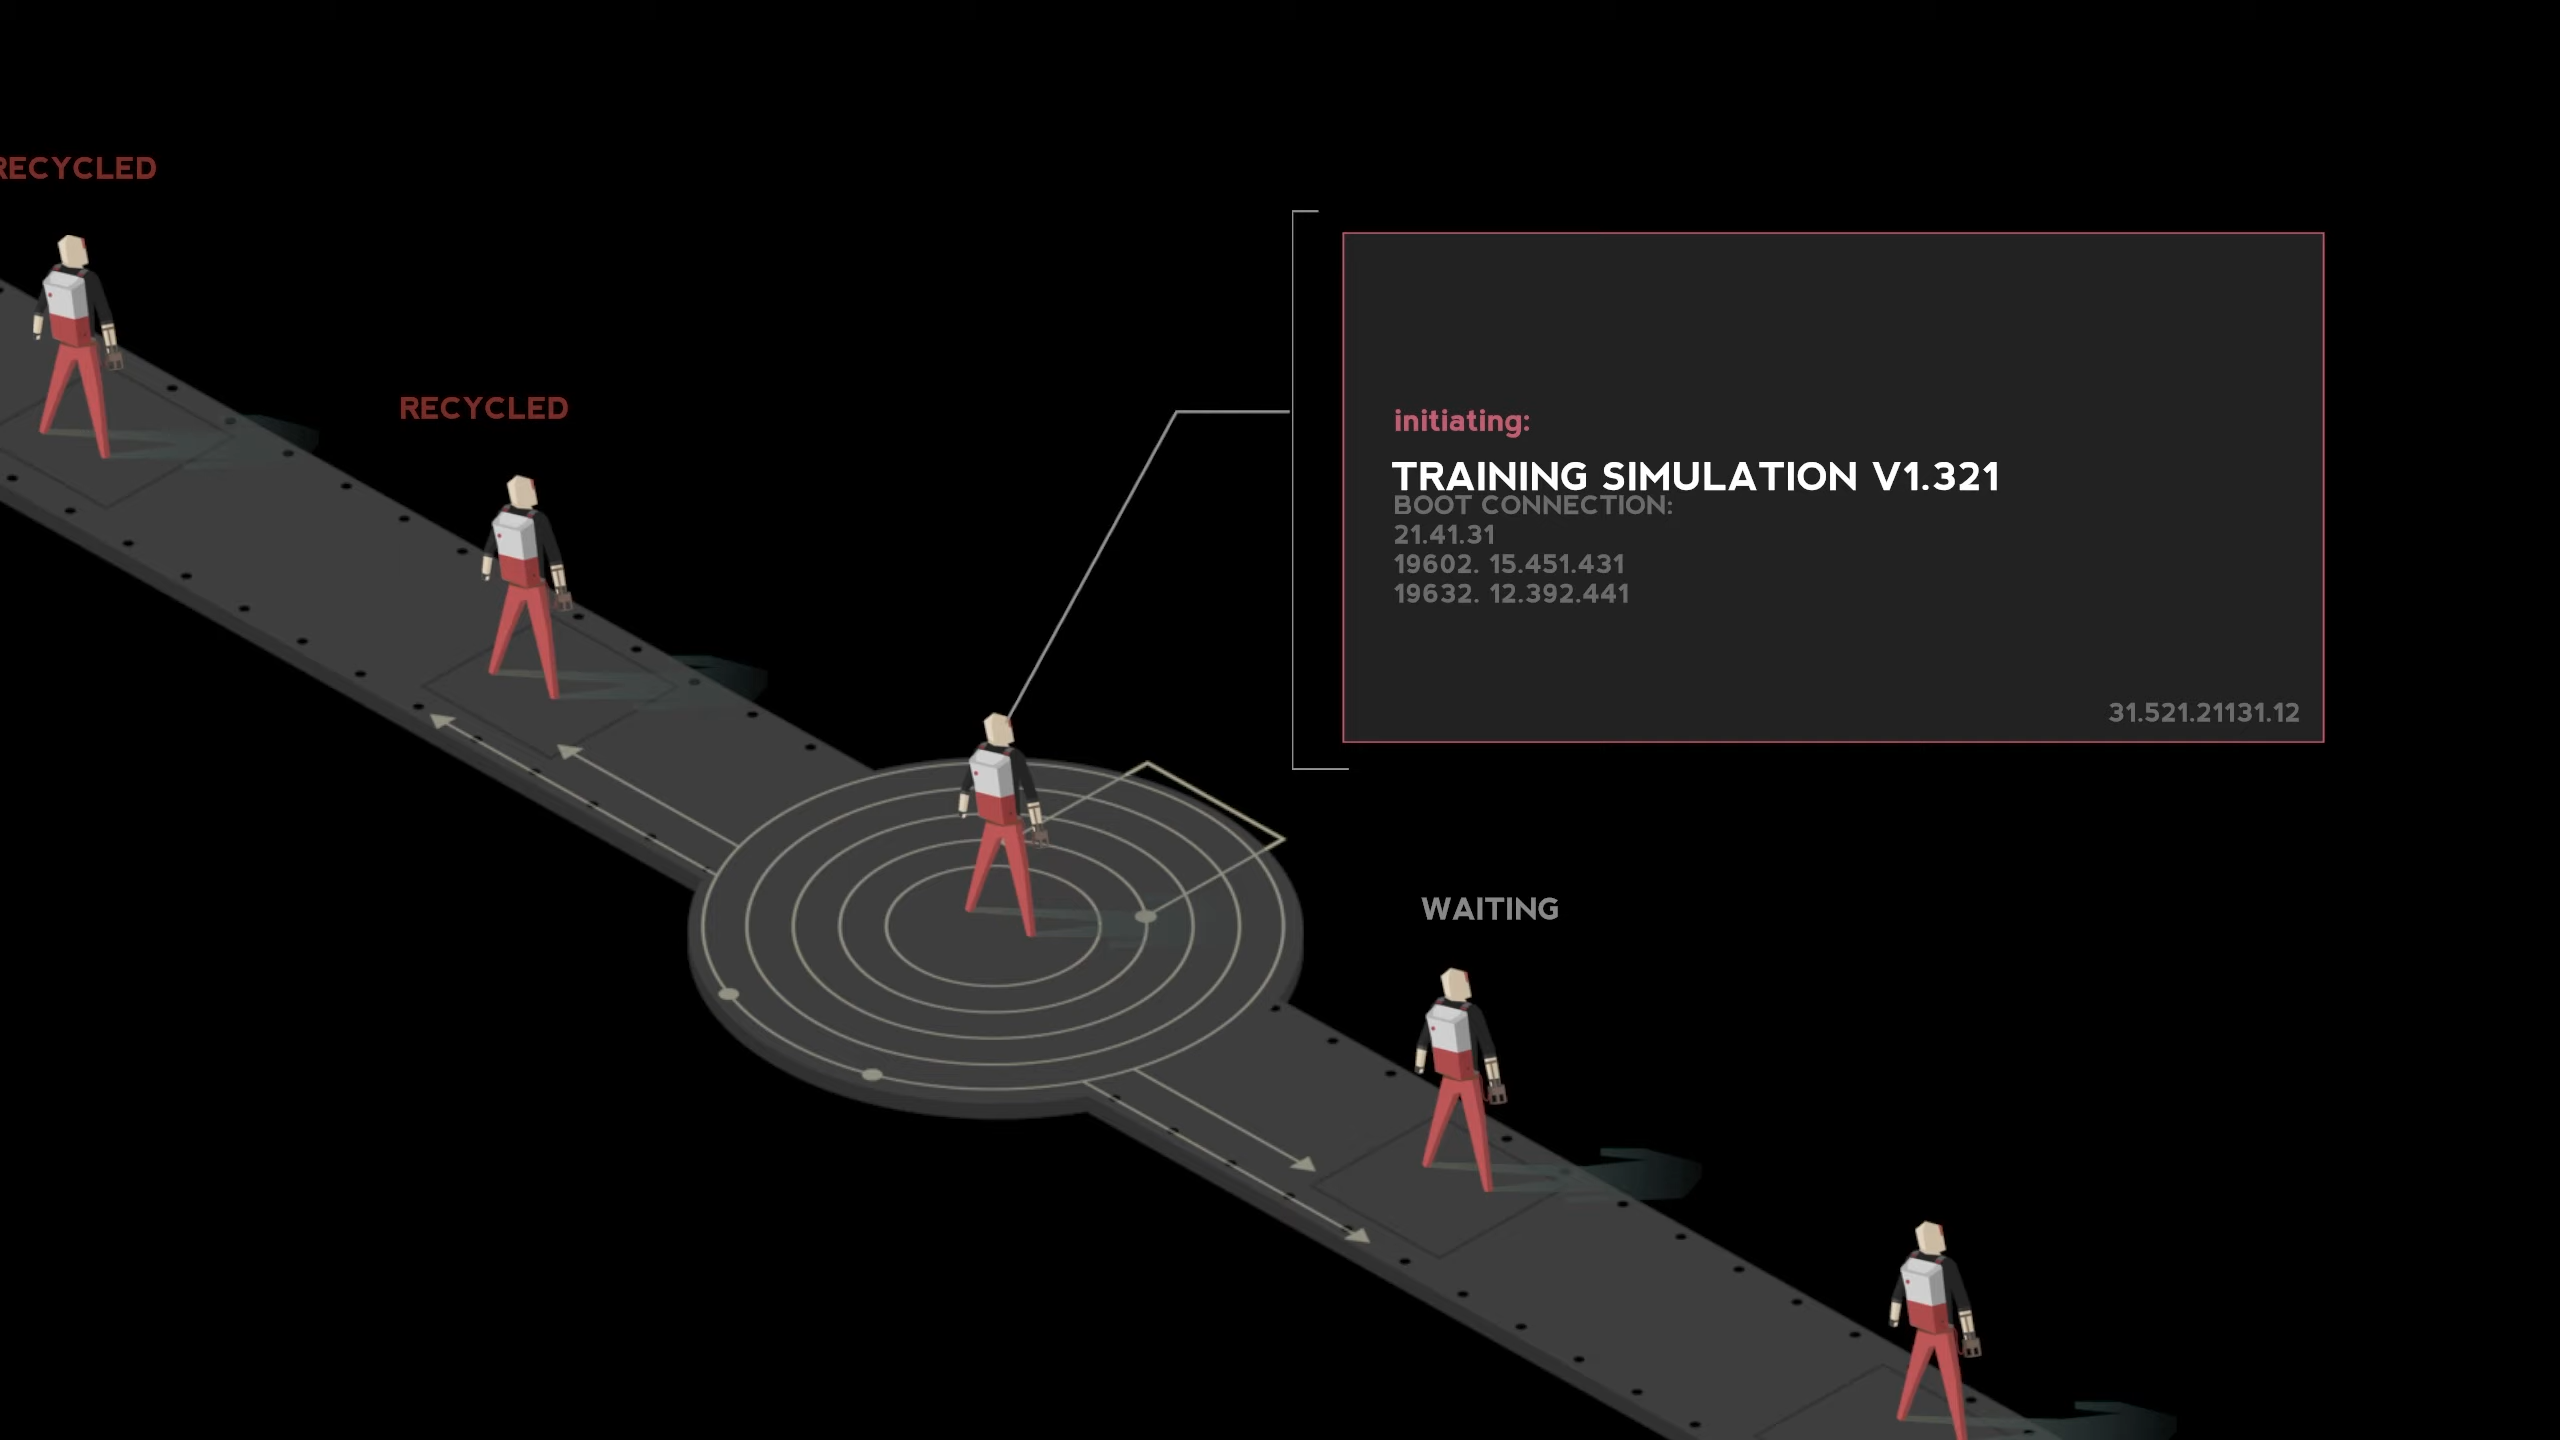 RECYCLED
RECYCLED
initiating:
TRAINING SIMULATION V1.321
BOOT CONNECTION:
21.41.31
19602. 15.451.431
19632. 12.392.441
31.521.21131.12
WAITING